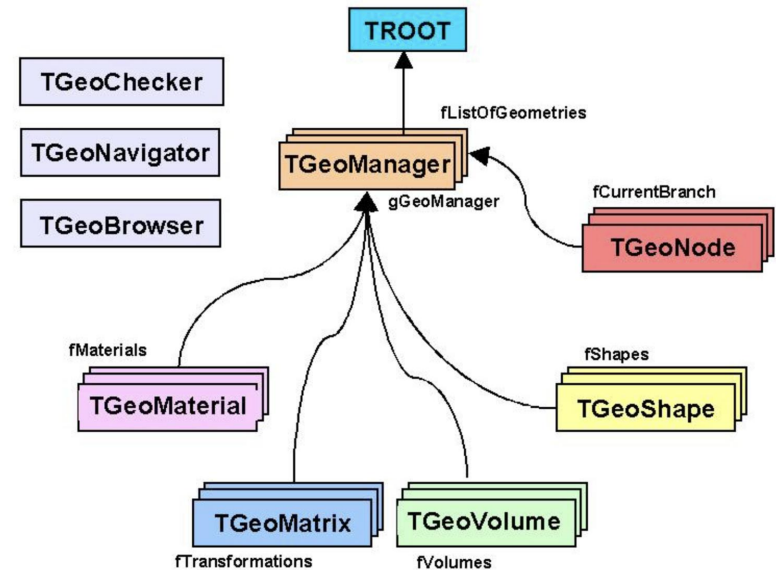 TROOT
TGeoChecker
fListOfGeometries
TGeoNavigator
TGeoManager
gGeoManager
fCurrentBranch
TGeoBrowser
TGeoNode
fMaterials
fShapes
TGeoMaterial
TGeoShape
TGeoMatrix
TGeoVolume
fTransformations
fVolumes